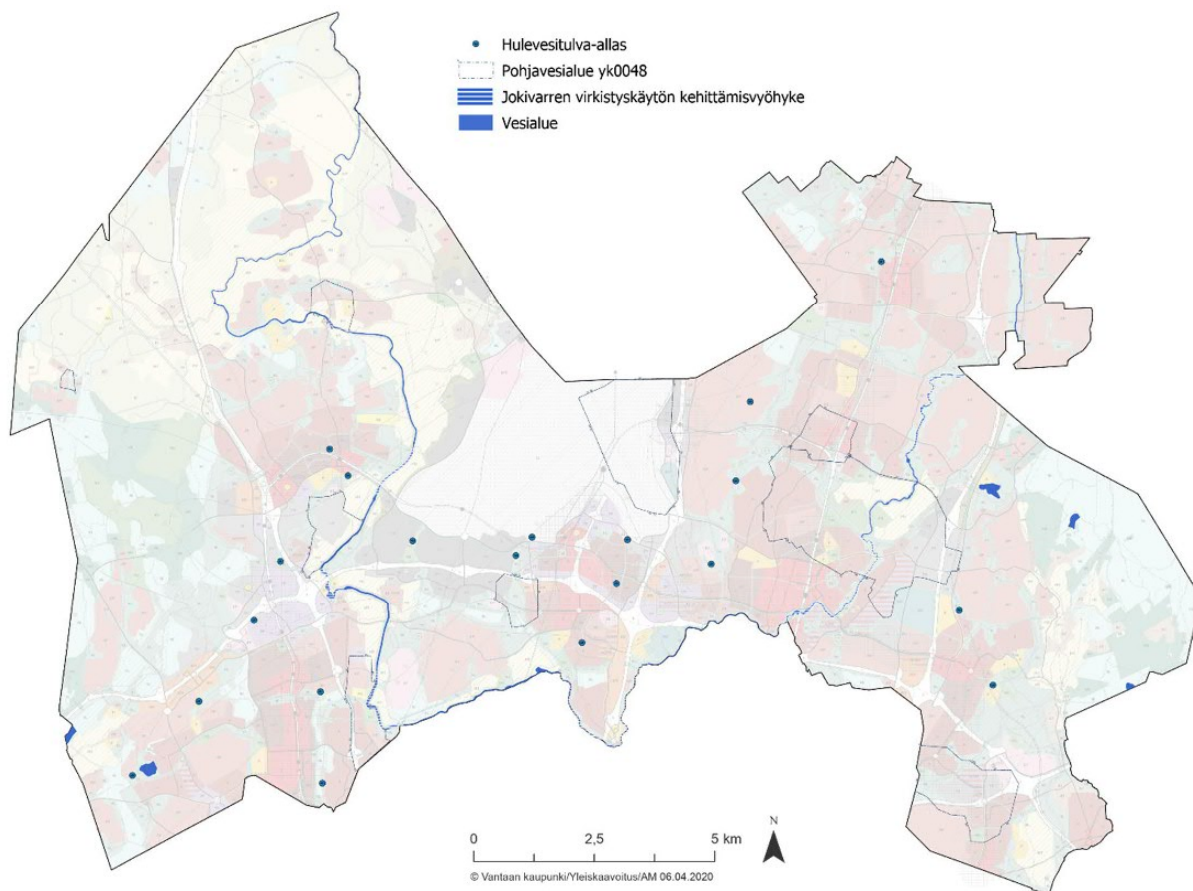 Hulevesitulva-allas
Pohjavesialue yk0048
Jokivarren virkistyskäytön kehittämisvyöhyke
Vesialue
N
0 2,5 5 km
© Vantaan kaupunki/Yleiskaavoitus/AM 06.04.2020